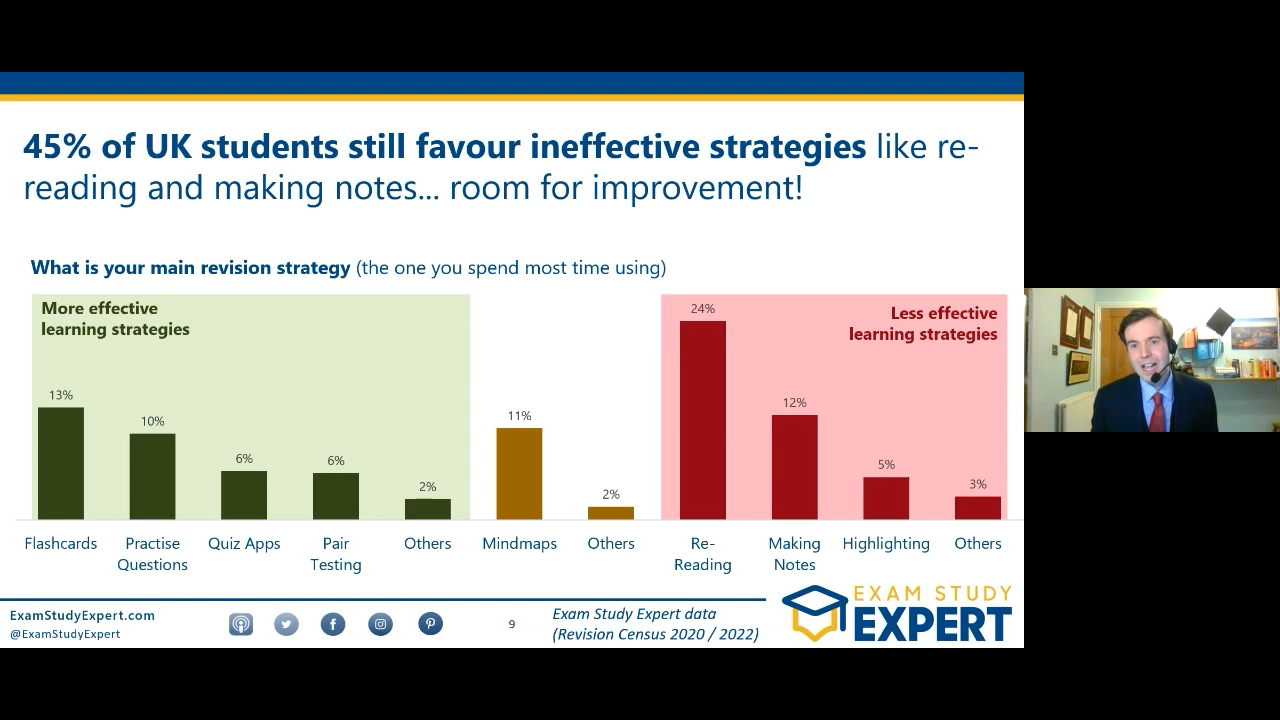 45% of UK students still favour ineffective strategies like re-
reading and making notes... room for improvement!
What is your main revision strategy (the one you spend most time using)
More effective
learning strategies
Less effective
learning strategies
13%
10%
6%
6%
2%
11%
2%
24%
12%
5%
3%
Flashcards
Practise
Questions
Quiz Apps
Pair
Testing
Others
Mindmaps
Others
Re-
Reading
Making
Notes
Highlighting
Others
ExamStudyExpert.com
@ExamStudyExpert
9
Exam Study Expert data
(Revision Census 2020 / 2022)
EXAM STUDY
EXPERT